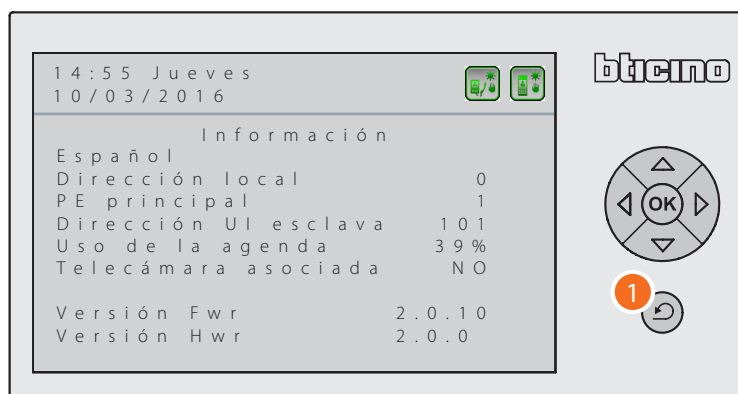 14:55 Jueves
10/03/2016
bticino
Información
Español
Dirección local 0
PE principal 1
Dirección UI esclava 101
Uso de la agenda 39%
Telecámara asociada NO
Versión Fwr 2.0.10
Versión Hwr 2.0.0
OK
1